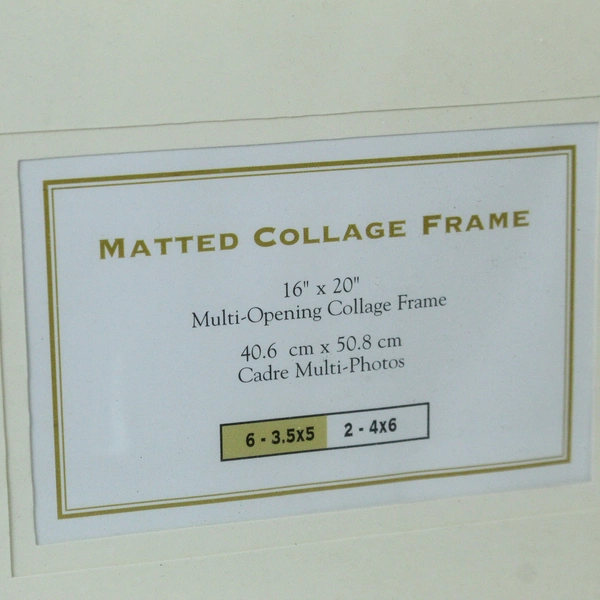 MATTED COLLAGE FRAME
16" x 20"
Multi-Opening Collage Frame
40.6 cm x 50.8 cm
Cadre Multi-Photos
6 - 3.5x5 2 - 4x6